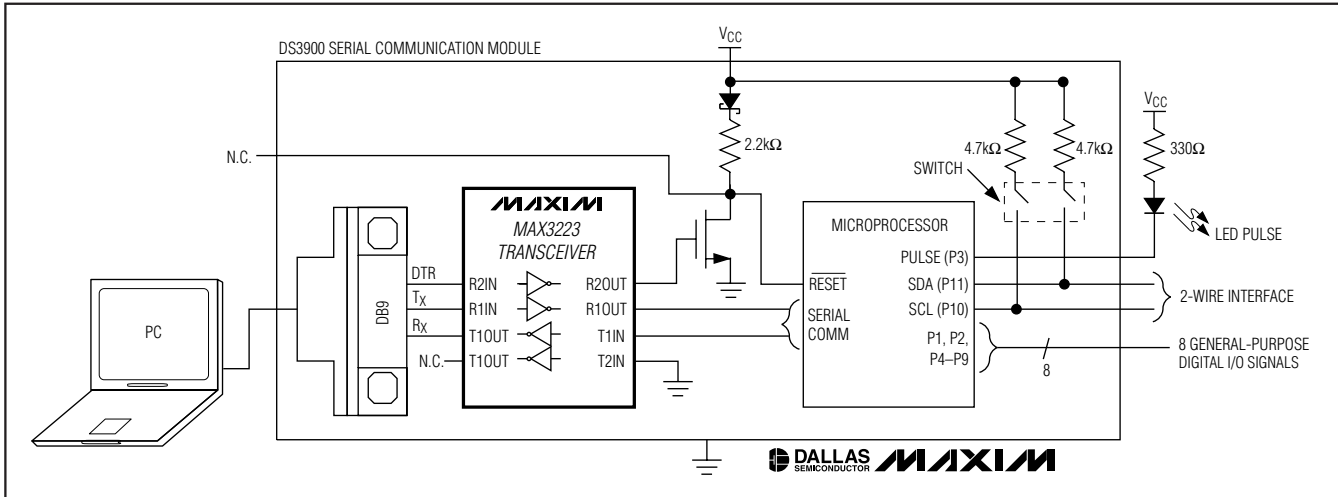 DS3900 SERIAL COMMUNICATION MODULE
VCC
2.2kΩ
4.7kΩ
4.7kΩ
VCC
330Ω
N.C.
SWITCH
LED PULSE
MAXIM
MAX3223
TRANSCEIVER
MICROPROCESSOR
PULSE (P3)
PC
DB9
DTR
R2IN
R2OUT
RESET
SDA (P11)
TX
R1IN
R1OUT
SERIAL
COMM
SCL (P10)
2-WIRE INTERFACE
RX
T1OUT
T1IN
P1, P2,
P4–P9
8
8 GENERAL-PURPOSE
DIGITAL I/O SIGNALS
N.C.
T1OUT
T2IN
DALLAS
SEMICONDUCTOR
MAXIM